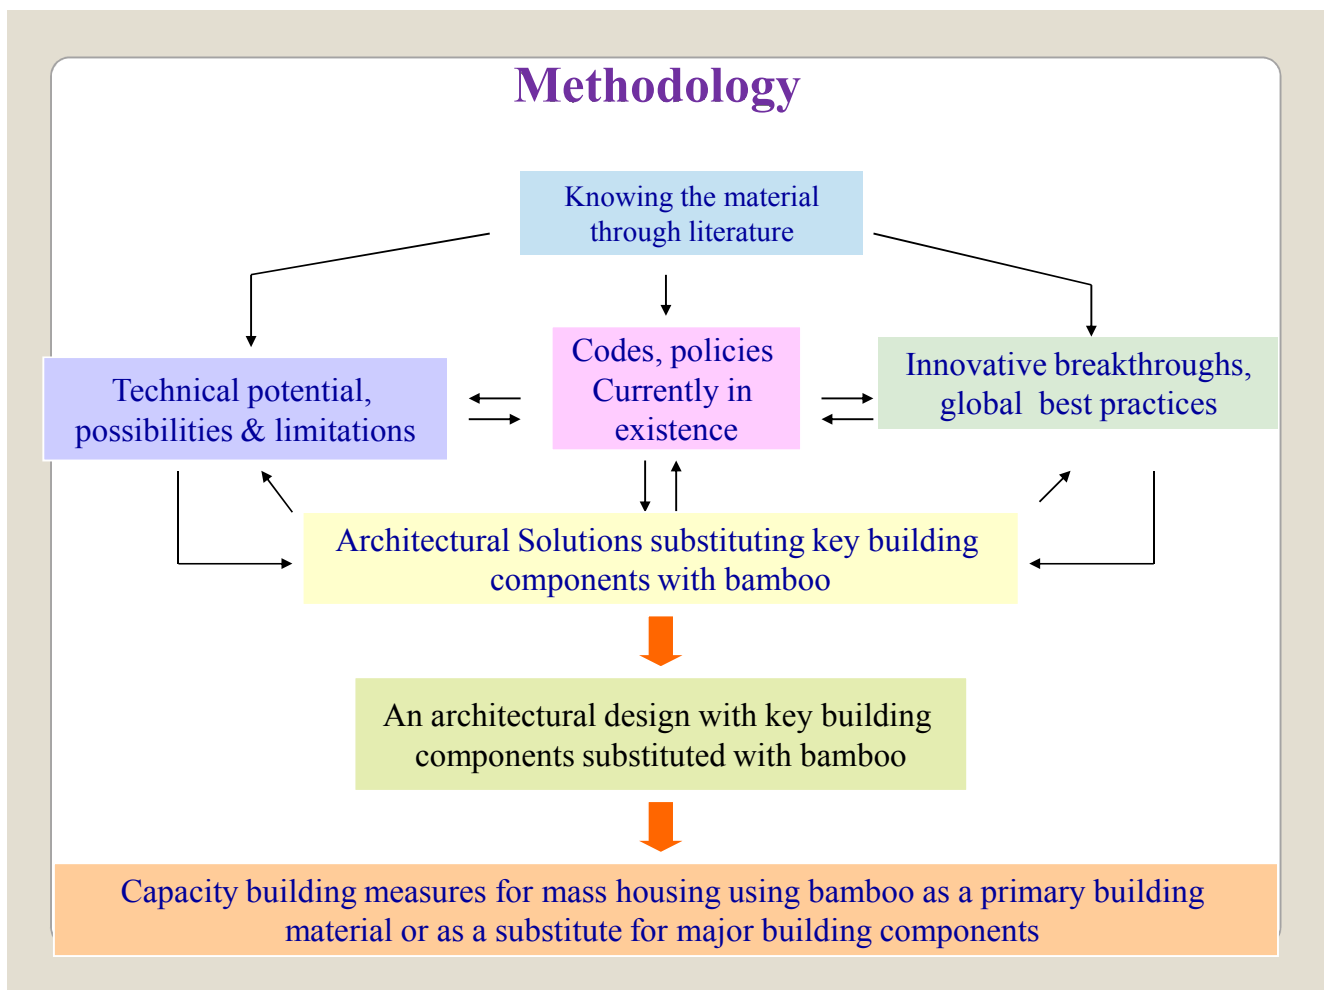 Methodology
Knowing the material
through literature
Codes, policies
Currently in
existence
Technical potential,
possibilities & limitations
Innovative breakthroughs,
global best practices
Architectural Solutions substituting key building
components with bamboo
An architectural design with key building
components substituted with bamboo
Capacity building measures for mass housing using bamboo as a primary building
material or as a substitute for major building components